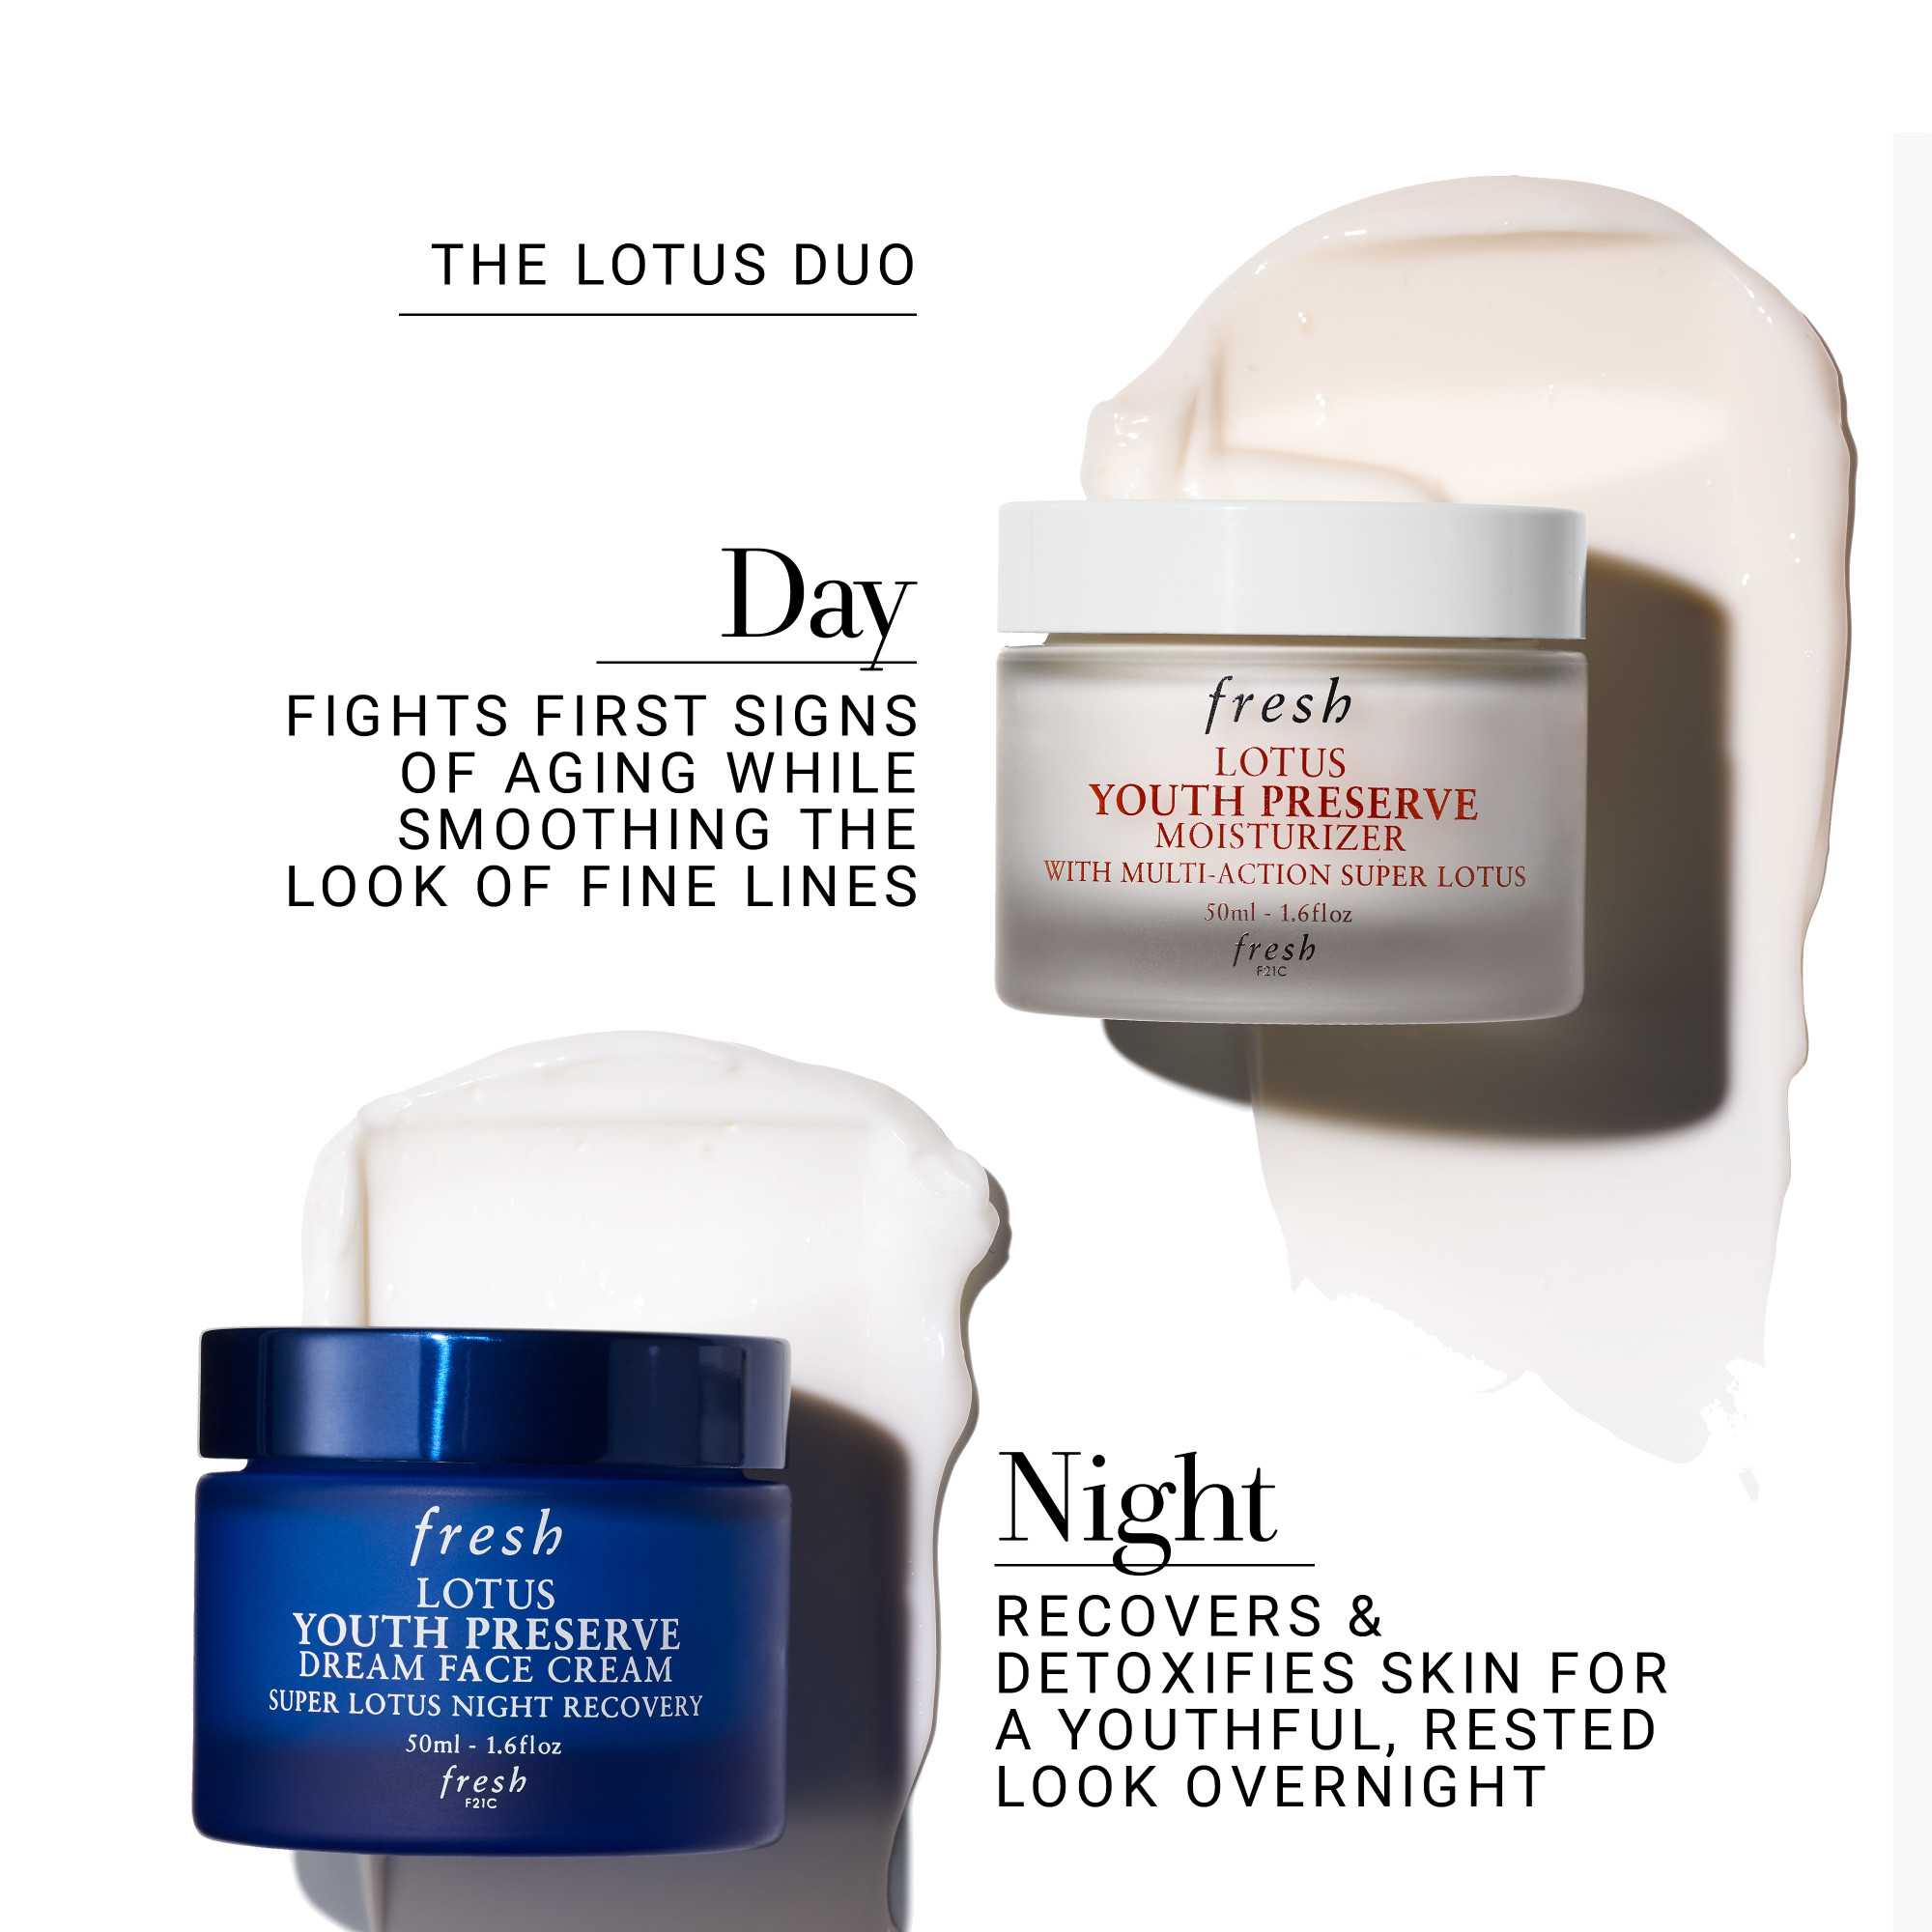 THE LOTUS DUO
Day
FIGHTS FIRST SIGNS
OF AGING WHILE
SMOOTHING THE
LOOK OF FINE LINES
fresh
LOTUS
YOUTH PRESERVE
MOISTURIZER
WITH MULTI-ACTION SUPER LOTUS
50ml - 1.6floz
fresh
F21C
fresh
LOTUS
YOUTH PRESERVE
DREAM FACE CREAM
SUPER LOTUS NIGHT RECOVERY
50ml - 1.6floz
fresh
F21C
Night
RECOVERS &
DETOXIFIES SKIN FOR
A YOUTHFUL, RESTED
LOOK OVERNIGHT